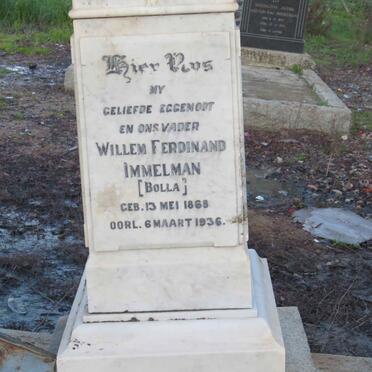 Hier Rus
MY
GELIEFDE EGGENOOT
EN ONS VADER
WILLEM FERDINAND
IMMELMAN
[BOLLA]
GEB. 13 MEI 1868
OORL. 6 MAART 1936.